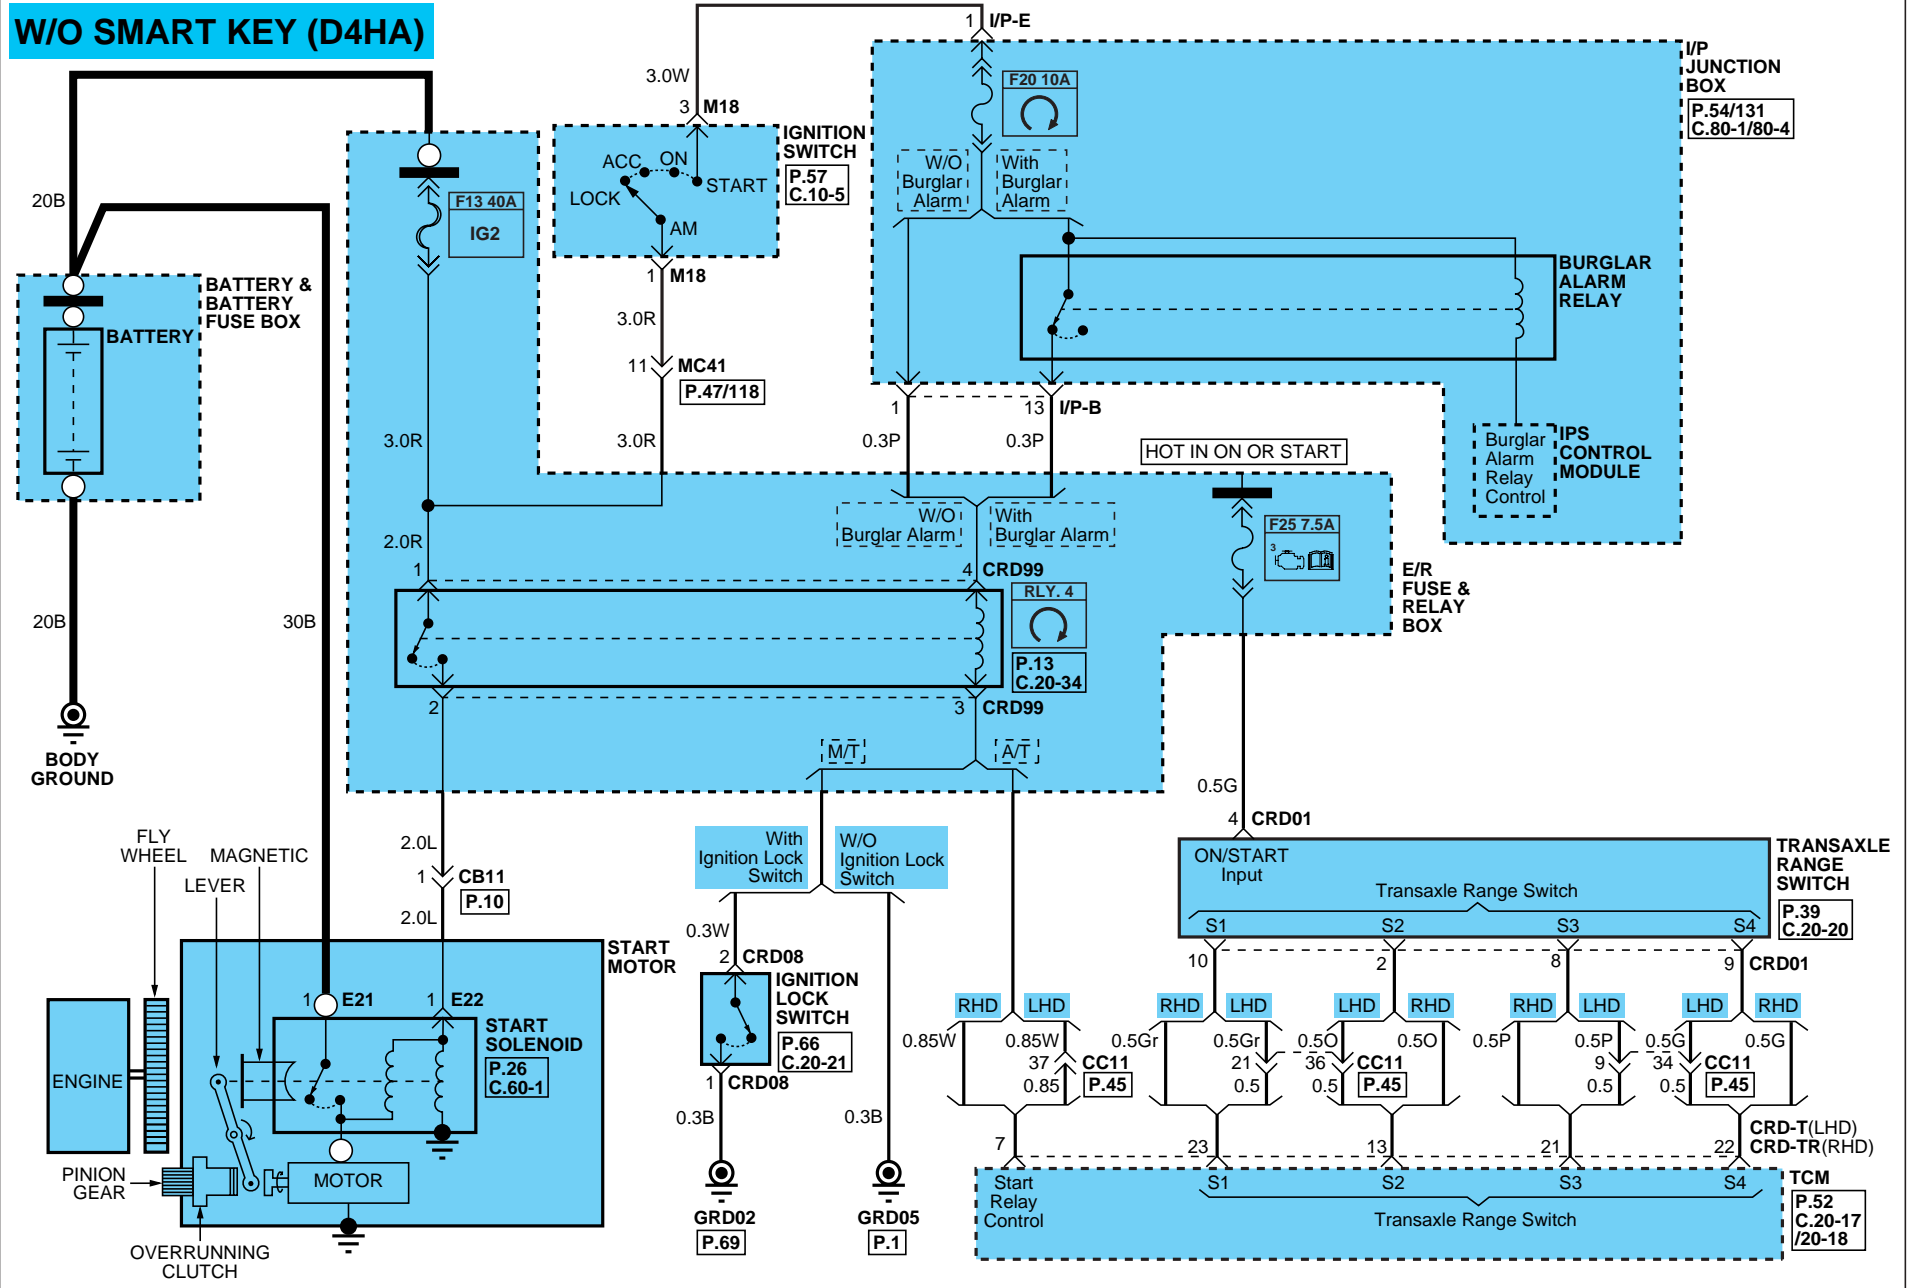 W/O SMART KEY (D4HA)
1
I/P-E
3.0W
3
M18
20B
F13 40A
IG2
ACC
ON
LOCK
START
AM
1
M18
IGNITION
SWITCH
P.57
C.10-5
F20 10A
W/O
Burglar
Alarm
With
Burglar
Alarm
I/P
JUNCTION
BOX
P.54/131
C.80-1/80-4
BURGLAR
ALARM
RELAY
BATTERY &
BATTERY
FUSE BOX
BATTERY
3.0R
11
MC41
P.47/118
3.0R
3.0R
1
13
I/P-B
0.3P
0.3P
HOT IN ON OR START
Burglar
Alarm
Relay
Control
IPS
CONTROL
MODULE
W/O
Burglar Alarm
With
Burglar Alarm
F25 7.5A
3
2.0R
1
4
CRD99
RLY. 4
P.13
C.20-34
E/R
FUSE &
RELAY
BOX
20B
30B
2
3
CRD99
M/T
A/T
BODY
GROUND
0.5G
4
CRD01
2.0L
1
CB11
P.10
2.0L
With
Ignition Lock
Switch
W/O
Ignition Lock
Switch
ON/START
Input
Transaxle Range Switch
S1
S2
S3
S4
TRANSAXLE
RANGE
SWITCH
P.39
C.20-20
FLY
WHEEL
MAGNETIC
LEVER
START
MOTOR
0.3W
2
CRD08
IGNITION
LOCK
SWITCH
P.66
C.20-21
1
CRD08
10
2
8
9
CRD01
1
E21
1
E22
START
SOLENOID
P.26
C.60-1
ENGINE
RHD
LHD
RHD
LHD
LHD
RHD
RHD
LHD
LHD
RHD
0.85W
0.85W
0.5Gr
0.5Gr
0.5O
0.5O
0.5P
0.5P
0.5G
0.5G
37
CC11
P.45
21
36
CC11
P.45
9
34
CC11
P.45
0.85
0.5
0.5
0.5
0.5
0.3B
0.3B
7
23
13
21
22
CRD-T(LHD)
CRD-TR(RHD)
PINION
GEAR
MOTOR
OVERRUNNING
CLUTCH
GRD02
P.69
GRD05
P.1
Start
Relay
Control
S1
S2
S3
S4
Transaxle Range Switch
TCM
P.52
C.20-17
/20-18